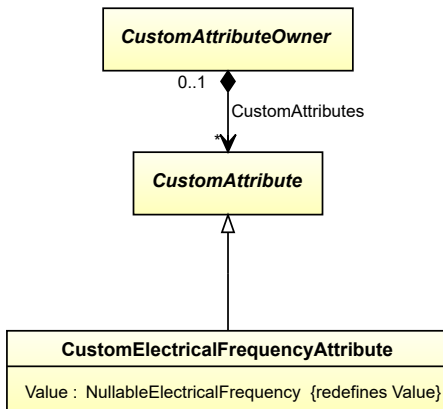 CustomAttributeOwner
0..1
CustomAttributes
*
CustomAttribute
CustomElectricalFrequencyAttribute
Value : NullableElectricalFrequency {redefines Value}